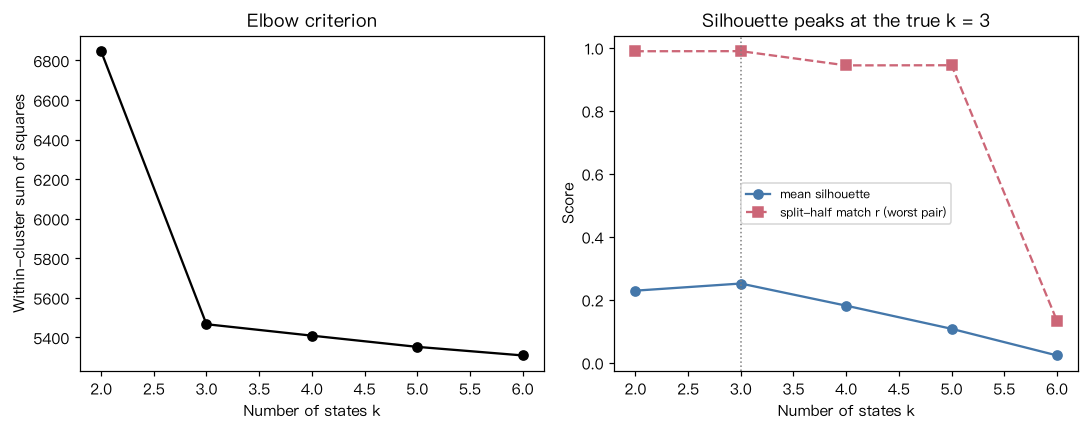 Elbow criterion
Within-cluster sum of squares
6800
6600
6400
6200
6000
5800
5600
5400
2.0 2.5 3.0 3.5 4.0 4.5 5.0 5.5 6.0
Number of states k
Silhouette peaks at the true k = 3
Score
1.0
0.8
0.6
0.4
0.2
0.0
mean silhouette
split-half match r (worst pair)
2.0 2.5 3.0 3.5 4.0 4.5 5.0 5.5 6.0
Number of states k